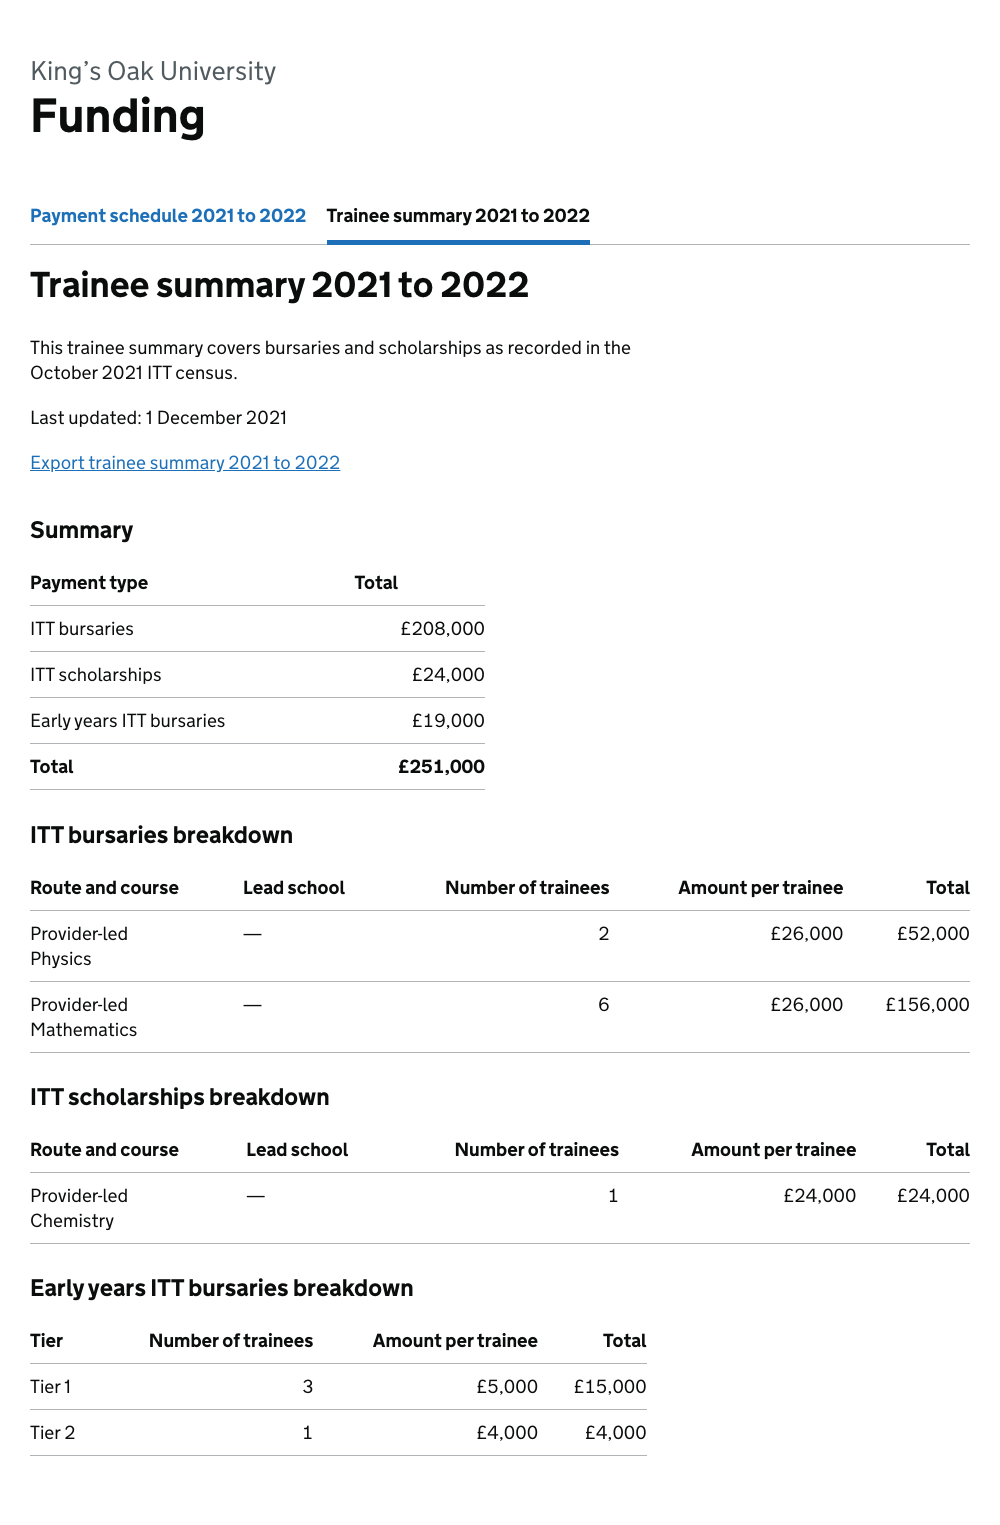 King’s Oak University
Funding
Payment schedule 2021 to 2022 Trainee summary 2021 to 2022
Trainee summary 2021 to 2022
This trainee summary covers bursaries and scholarships as recorded in the
October 2021 ITT census.
Last updated: 1 December 2021
Export trainee summary 2021 to 2022
Summary
Payment type Total
ITT bursaries £208,000
ITT scholarships £24,000
Early years ITT bursaries £19,000
Total £251,000
ITT bursaries breakdown
Route and course Lead school Number of trainees Amount per trainee Total
Provider-led — 2 £26,000 £52,000
Physics
Provider-led — 6 £26,000 £156,000
Mathematics
ITT scholarships breakdown
Route and course Lead school Number of trainees Amount per trainee Total
Provider-led — 1 £24,000 £24,000
Chemistry
Early years ITT bursaries breakdown
Tier Number of trainees Amount per trainee Total
Tier 1 3 £5,000 £15,000
Tier 2 1 £4,000 £4,000